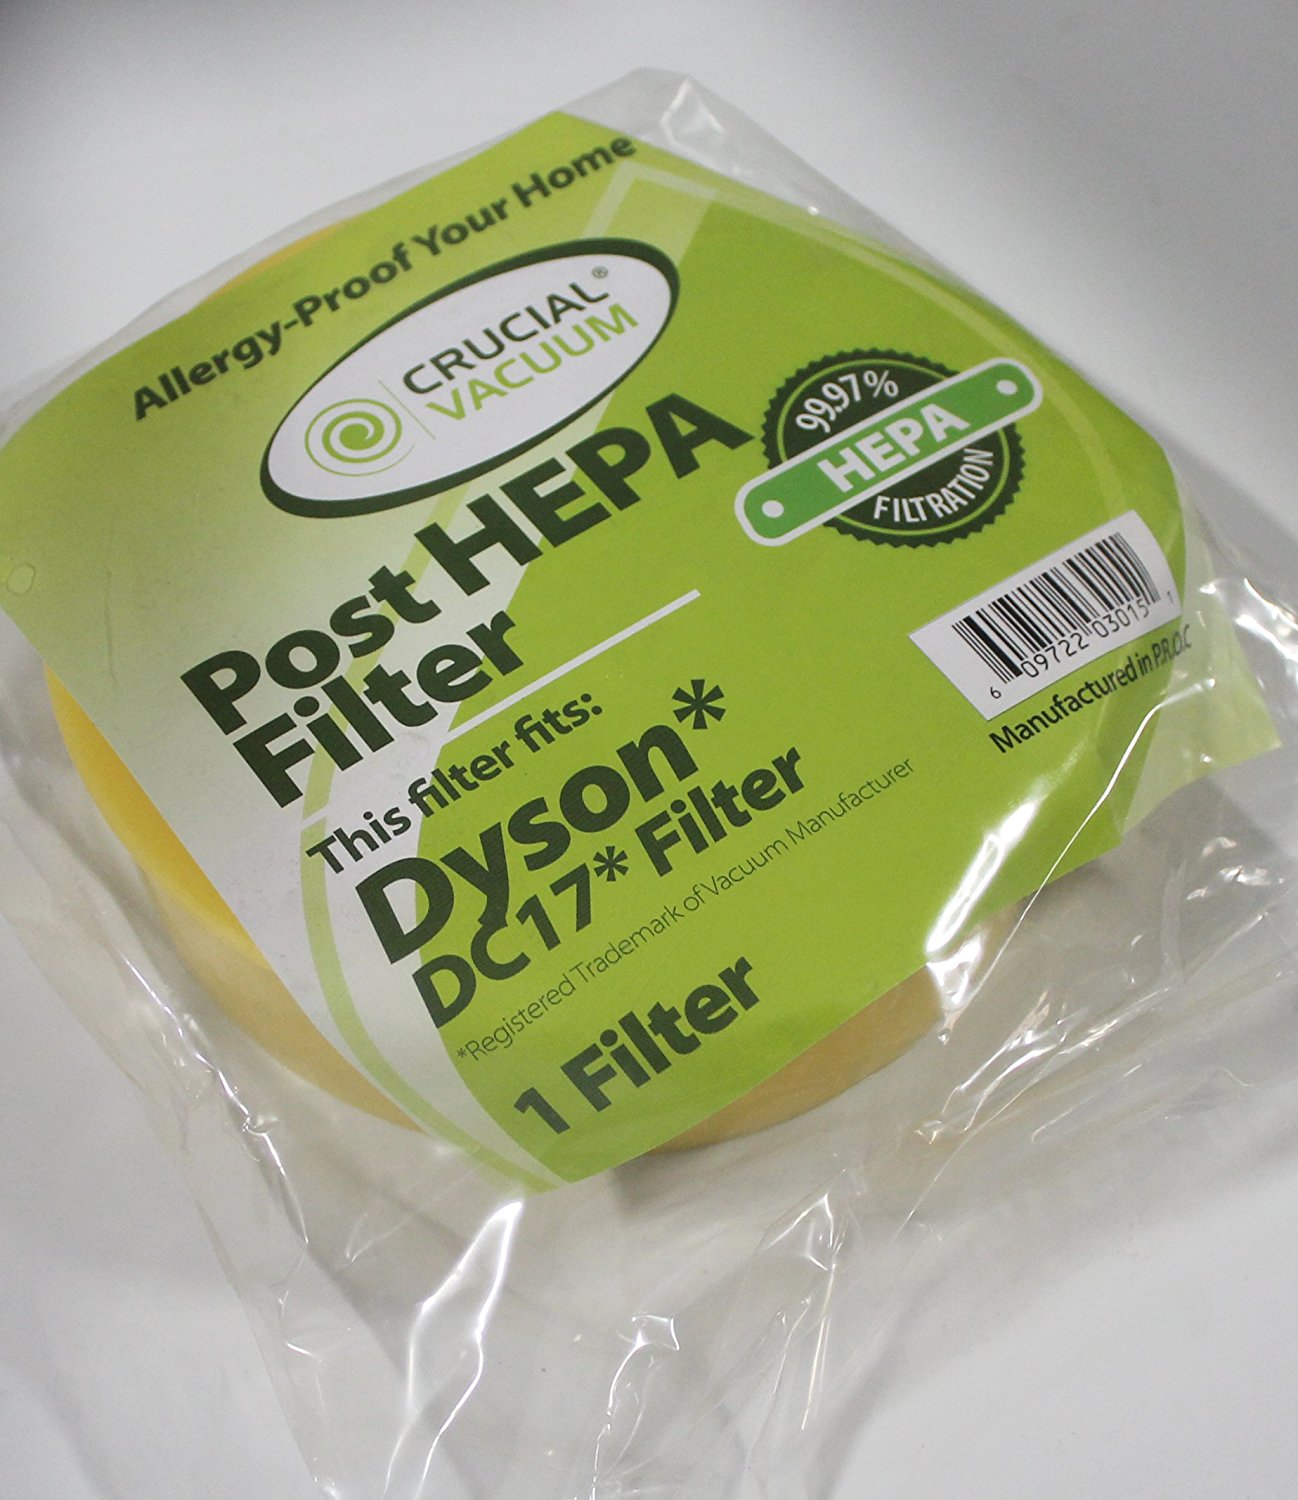 Allergy-Proof Your Home
CRUCIAL®
VACUUM
Post HEPA
Filter
99.97%
HEPA
FILTRATION
This filter fits:
Dyson*
DC17* Filter
*Registered Trademark of Vacuum Manufacturer
1 Filter
6 09722 03015 1
Manufactured in P.R.O.C